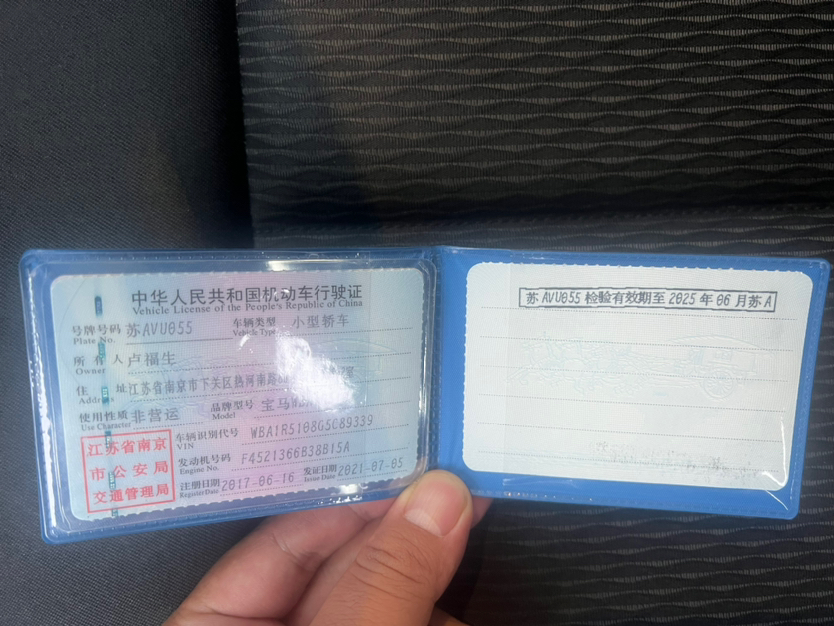 中华人民共和国机动车行驶证
Vehicle License of the People's Republic of China
号牌号码 苏AVU055 车辆类型 小型轿车
Plate No. Vehicle Type
所有人 卢福生
Owner
住址 江苏省南京市下关区热河南路
Address
使用性质 非营运 品牌型号 宝马
Use Character Model
江苏省南京
市公安局
交通管理局
车辆识别代号 WBA1R5108G5C89339
VIN
发动机号码 F4521366B38B15A
Engine No.
注册日期 2017-06-16 发证日期 2021-07-05
Register Date Issue Date
苏AVU055 检验有效期至 2025年06月苏A